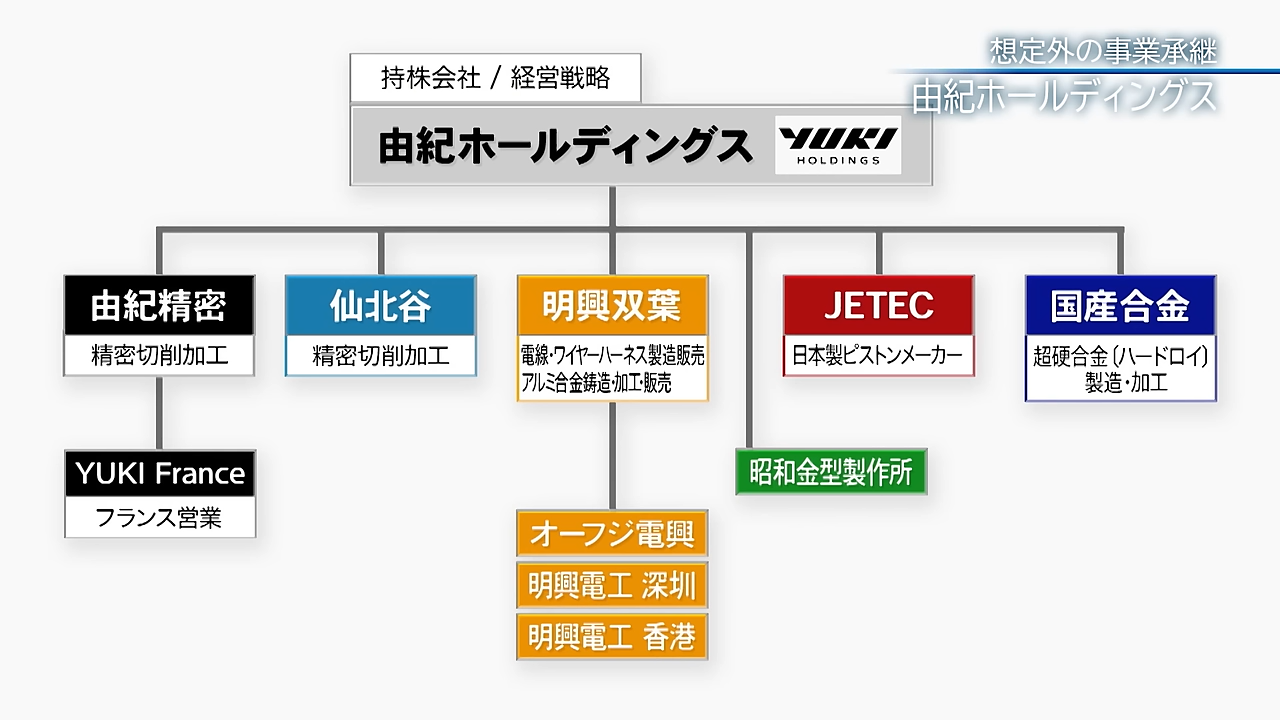 想定外の事業承継
由紀ホールディングス
持株会社 / 経営戦略
由紀ホールディングス
YUKI
HOLDINGS
由紀精密
精密切削加工
仙北谷
精密切削加工
明興双葉
電線・ワイヤーハーネス製造販売
アルミ合金鋳造・加工・販売
JETEC
日本製ピストンメーカー
国産合金
超硬合金(ハードロイ)
製造・加工
YUKI France
フランス営業
昭和金型製作所
オーフジ電興
明興電工 深圳
明興電工 香港